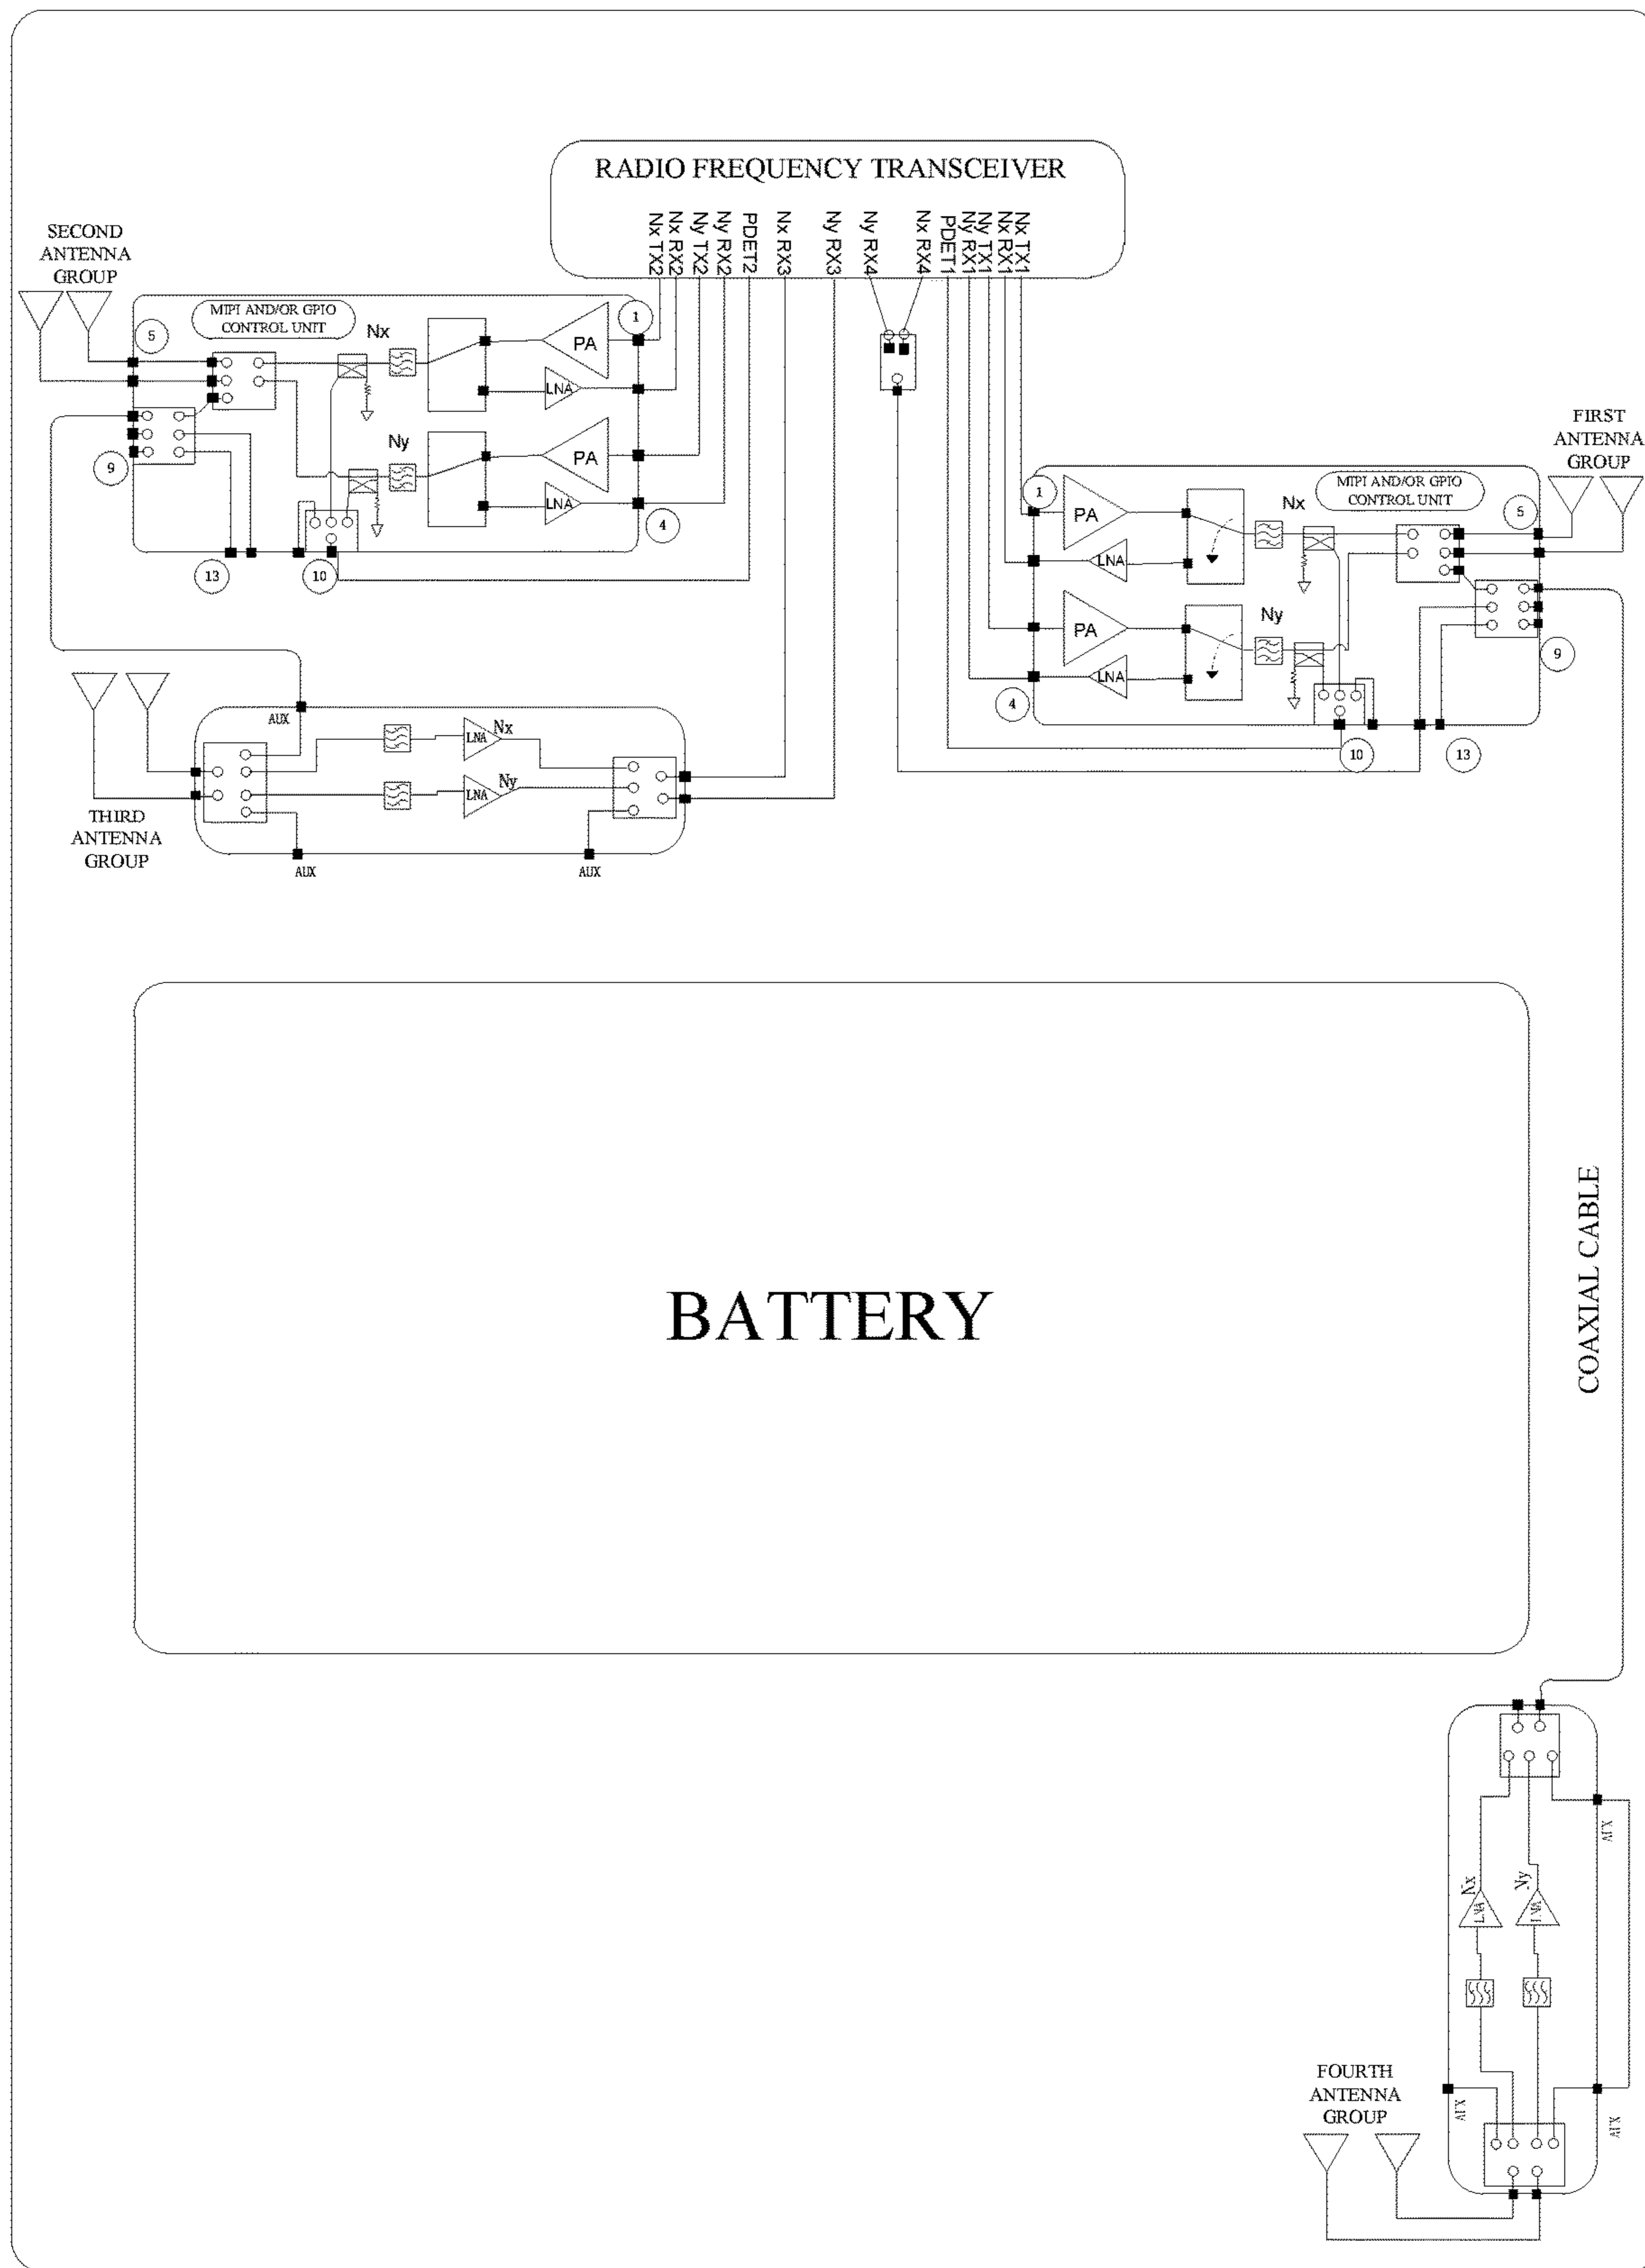 RADIO FREQUENCY TRANSCEIVER
Nx TX2
Nx RX2
Ny TX2
Ny RX2
PDET2
Nx RX3
Ny RX3
Ny RX4
Nx RX4
PDET1
Ny RX1
Ny TX1
Nx RX1
Nx TX1
SECOND
ANTENNA
GROUP
MIPI AND/OR GPIO
CONTROL UNIT
5
Nx
1
PA
LNA
9
Ny
PA
LNA
4
13
10
FIRST
ANTENNA
GROUP
MIPI AND/OR GPIO
CONTROL UNIT
1
PA
Nx
5
LNA
PA
Ny
LNA
4
9
10
13
AUX
LNA
Nx
LNA
Ny
THIRD
ANTENNA
GROUP
AUX
AUX
BATTERY
COAXIAL CABLE
AUX
Nx
Ny
LNA
LNA
AUX
AUX
FOURTH
ANTENNA
GROUP